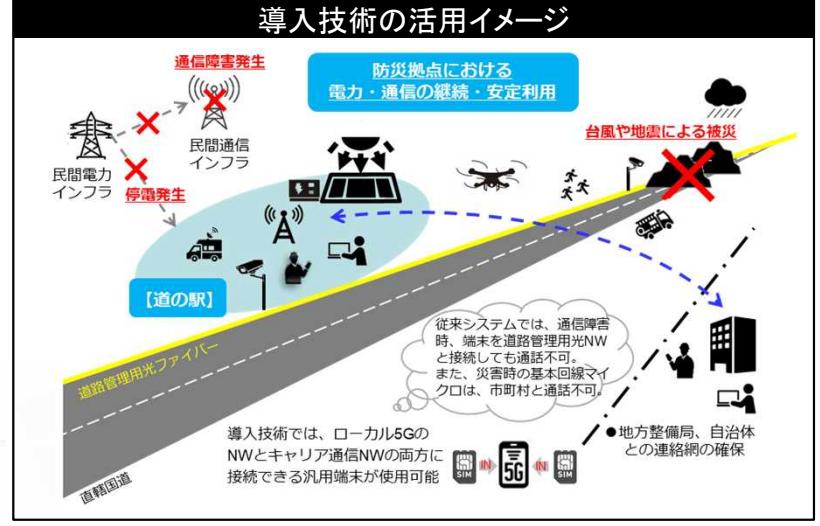 導入技術の活用イメージ
通信障害発生
防災拠点における
電力・通信の継続・安定利用
台風や地震による被災
民間通信
インフラ
民間電力
インフラ
停電発生
【道の駅】
従来システムでは、通信障害
時、端末を道路管理用光NW
と接続しても通話不可。
また、災害時の基本回線マイ
クロは、市町村と通話不可。
道路管理用光ファイバー
直轄国道
導入技術では、ローカル5Gの
NWとキャリア通信NWの両方に
接続できる汎用端末が使用可能
SIM
IN
5G
IN
SIM
●地方整備局、自治体
との連絡網の確保